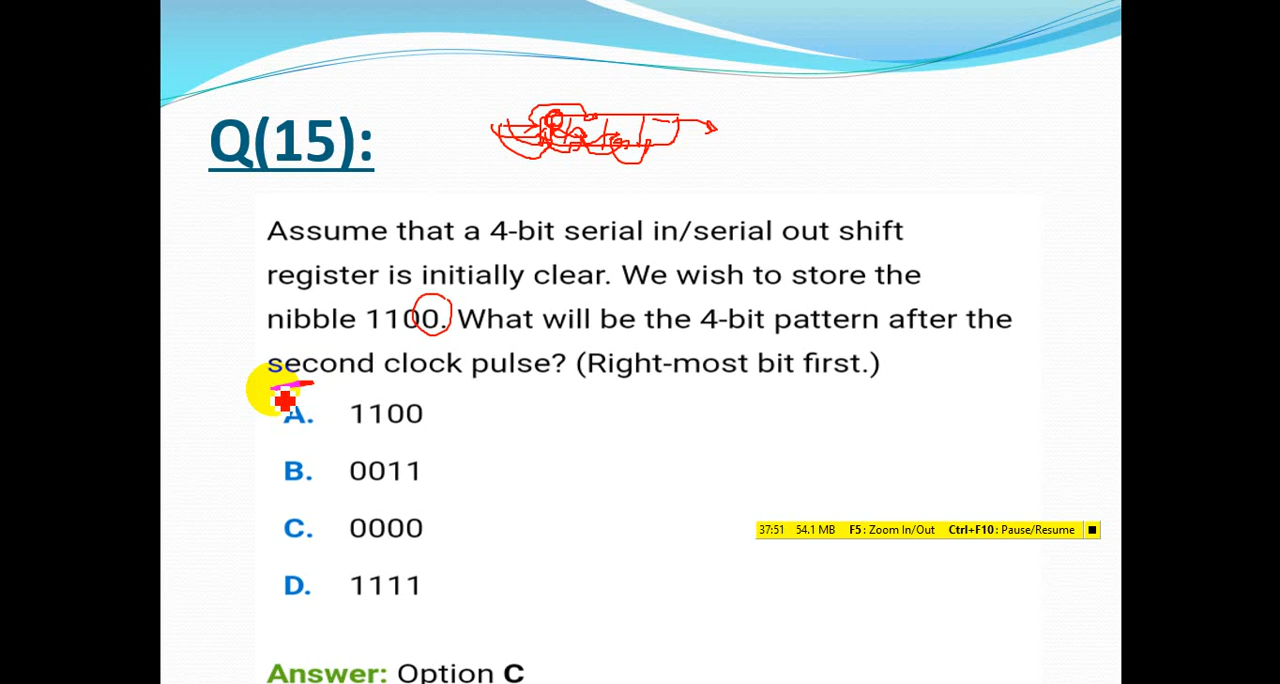 Q(15):
Assume that a 4-bit serial in/serial out shift
register is initially clear. We wish to store the
nibble 1100. What will be the 4-bit pattern after the
second clock pulse? (Right-most bit first.)
A. 1100
B. 0011
C. 0000
37:51 54.1 MB F5: Zoom In/Out Ctrl+F10: Pause/Resume
D. 1111
Answer: Option C